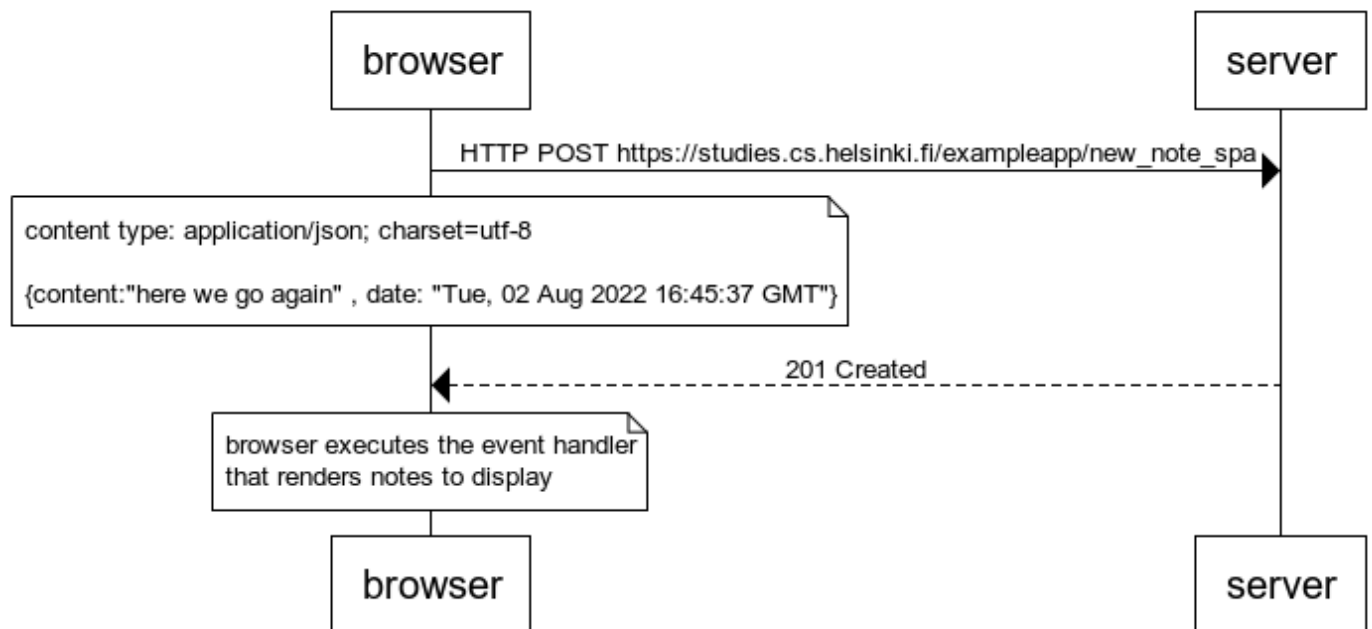 browser
server
HTTP POST https://studies.cs.helsinki.fi/exampleapp/new_note_spa
content type: application/json; charset=utf-8
{content:"here we go again" , date: "Tue, 02 Aug 2022 16:45:37 GMT"}
201 Created
browser executes the event handler
that renders notes to display
browser
server